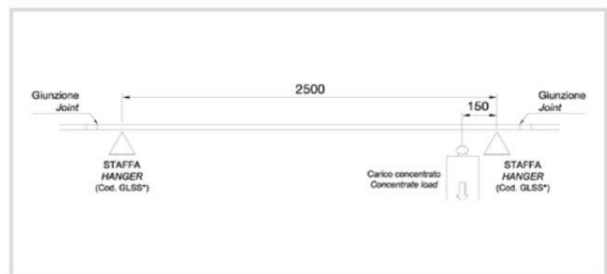 2500
150
Giunzione
Joint
Giunzione
Joint
STAFFA
HANGER
(Cod. GLSS*)
Carico concentrato
Concentrate load
STAFFA
HANGER
(Cod. GLSS*)